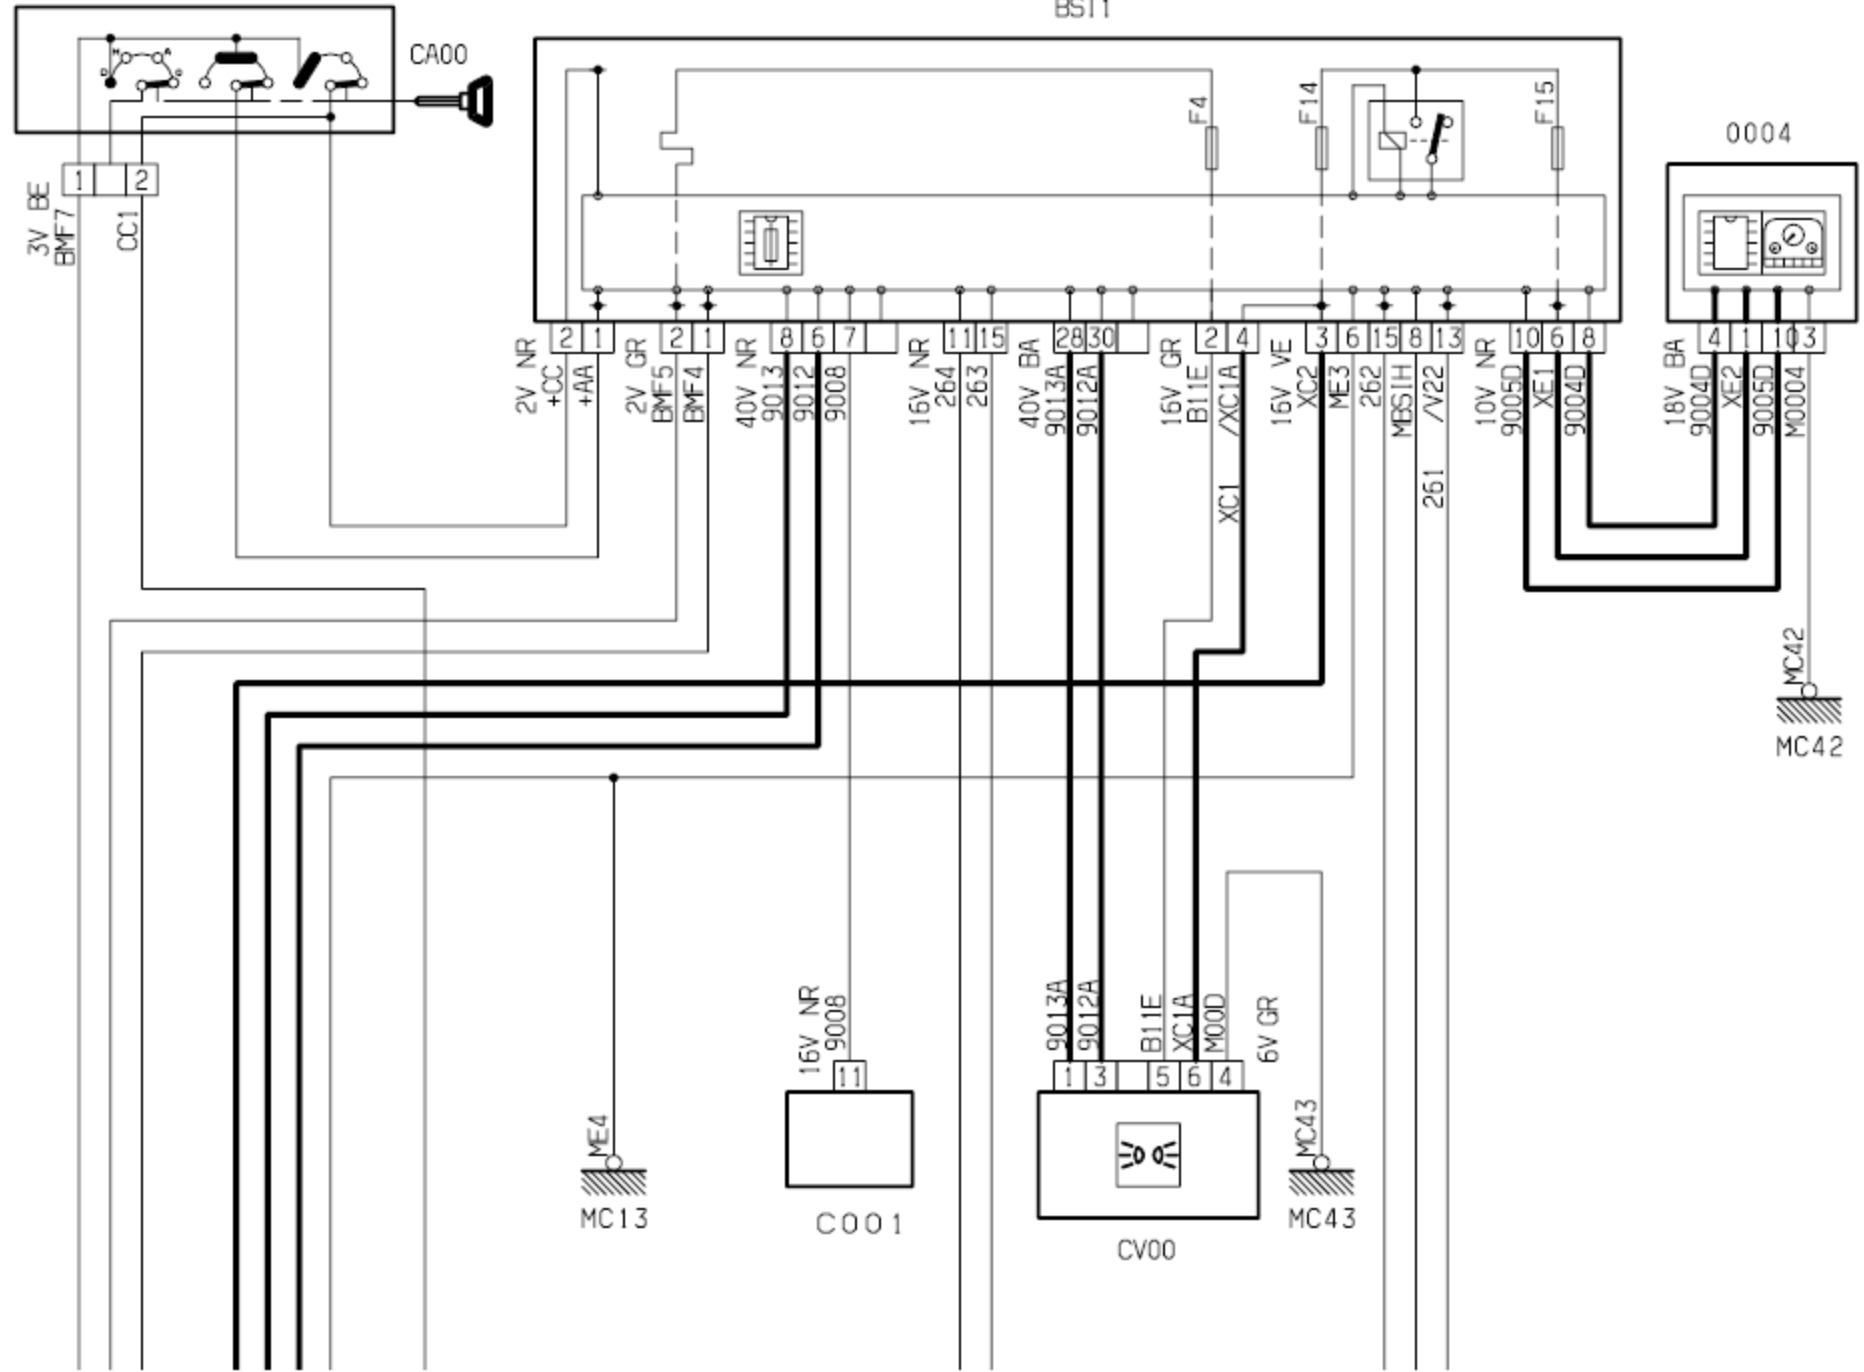 BSI1
CA00
H
A
D
G
1
2
3V BE
BMF7
CC1
F4
F14
F15
0004
2
1
2
1
8
6
7
11
15
28
30
2
4
3
6
15
8
13
10
6
8
4
1
10
3
2V NR
+CC
+AA
2V GR
BMF5
BMF4
40V NR
9013
9012
9008
16V NR
264
263
40V BA
9013A
9012A
16V GR
B11E
/XC1A
XC1
16V VE
XC2
ME3
262
MBSIH
/V22
261
10V NR
9005D
XE1
9004D
18V BA
9004D
XE2
9005D
M0004
MC42
MC42
16V NR
9008
11
C001
ME4
MC13
9013A
9012A
B11E
XC1A
M00D
6V GR
1
3
5
6
4
CV00
MC43
MC43